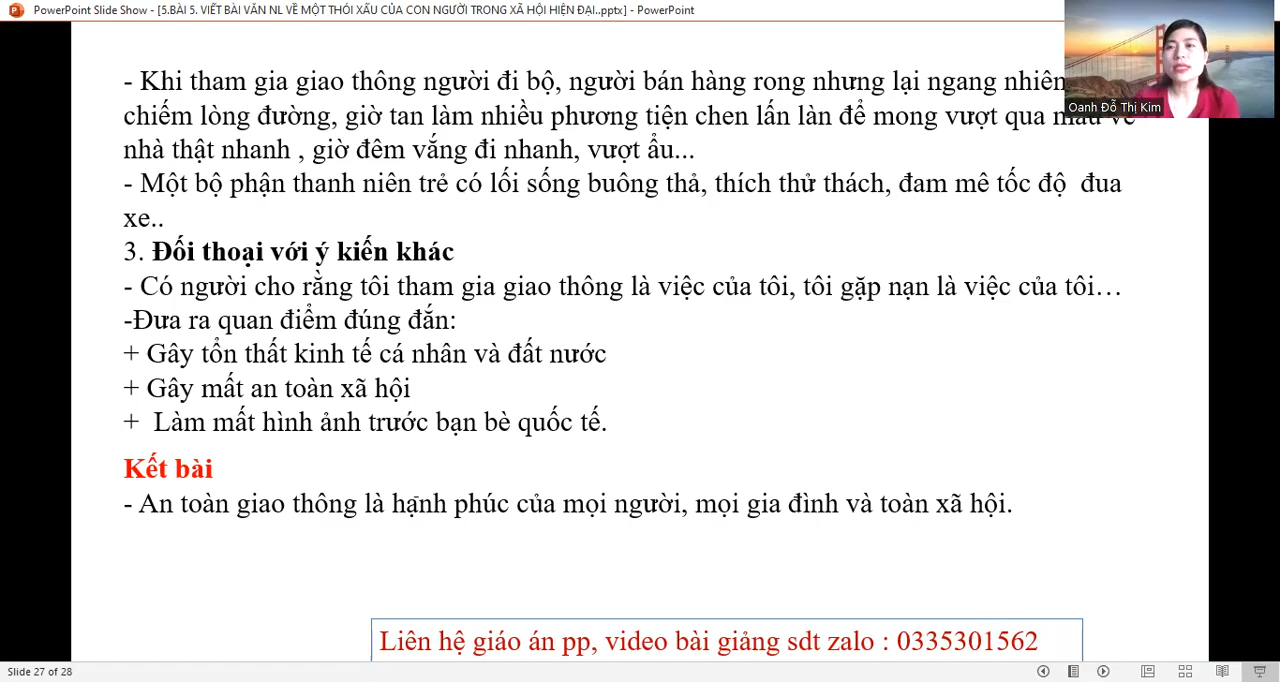 PowerPoint Slide Show - [5.BÀI 5. VIẾT BÀI VĂN NL VỀ MỘT THÓI XẤU CỦA CON NGƯỜI TRONG XÃ HỘI HIỆN ĐẠI..pptx] - PowerPoint
- Khi tham gia giao thông người đi bộ, người bán hàng rong nhưng lại ngang nhiên
Oanh Đỗ Thị Kim
chiếm lòng đường, giờ tan làm nhiều phương tiện chen lấn làn để mong vượt qua mau về
nhà thật nhanh , giờ đêm vắng đi nhanh, vượt ẩu...
- Một bộ phận thanh niên trẻ có lối sống buông thả, thích thử thách, đam mê tốc độ đua
xe..
3. Đối thoại với ý kiến khác
- Có người cho rằng tôi tham gia giao thông là việc của tôi, tôi gặp nạn là việc của tôi…
-Đưa ra quan điểm đúng đắn:
+ Gây tổn thất kinh tế cá nhân và đất nước
+ Gây mất an toàn xã hội
+ Làm mất hình ảnh trước bạn bè quốc tế.
Kết bài
- An toàn giao thông là hạnh phúc của mọi người, mọi gia đình và toàn xã hội.
Liên hệ giáo án pp, video bài giảng sdt zalo : 0335301562
Slide 27 of 28